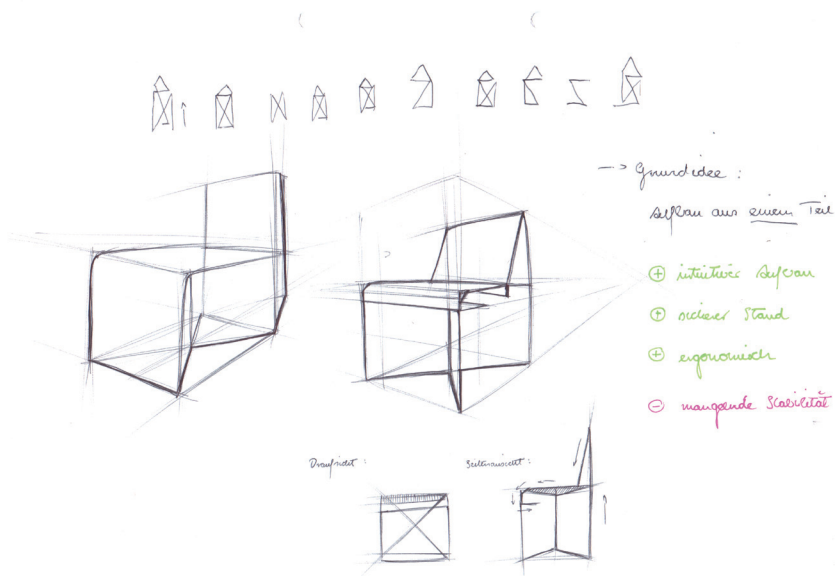 --> Grundidee :
Aufbau aus einem Teil
⊕ intuitiver Aufbau
⊕ sicherer Stand
⊕ ergonomisch
⊖ mangelnde Stabilität
Draufsicht :
Seitenansicht :